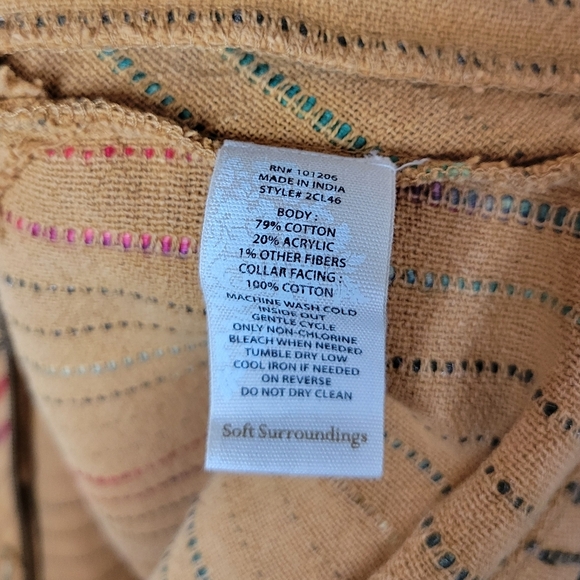 RN# 101206
MADE IN INDIA
STYLE# 2CL46
BODY :
79% COTTON
20% ACRYLIC
1% OTHER FIBERS
COLLAR FACING :
100% COTTON
MACHINE WASH COLD
INSIDE OUT
GENTLE CYCLE
ONLY NON-CHLORINE
BLEACH WHEN NEEDED
TUMBLE DRY LOW
COOL IRON IF NEEDED
ON REVERSE
DO NOT DRY CLEAN
Soft Surroundings